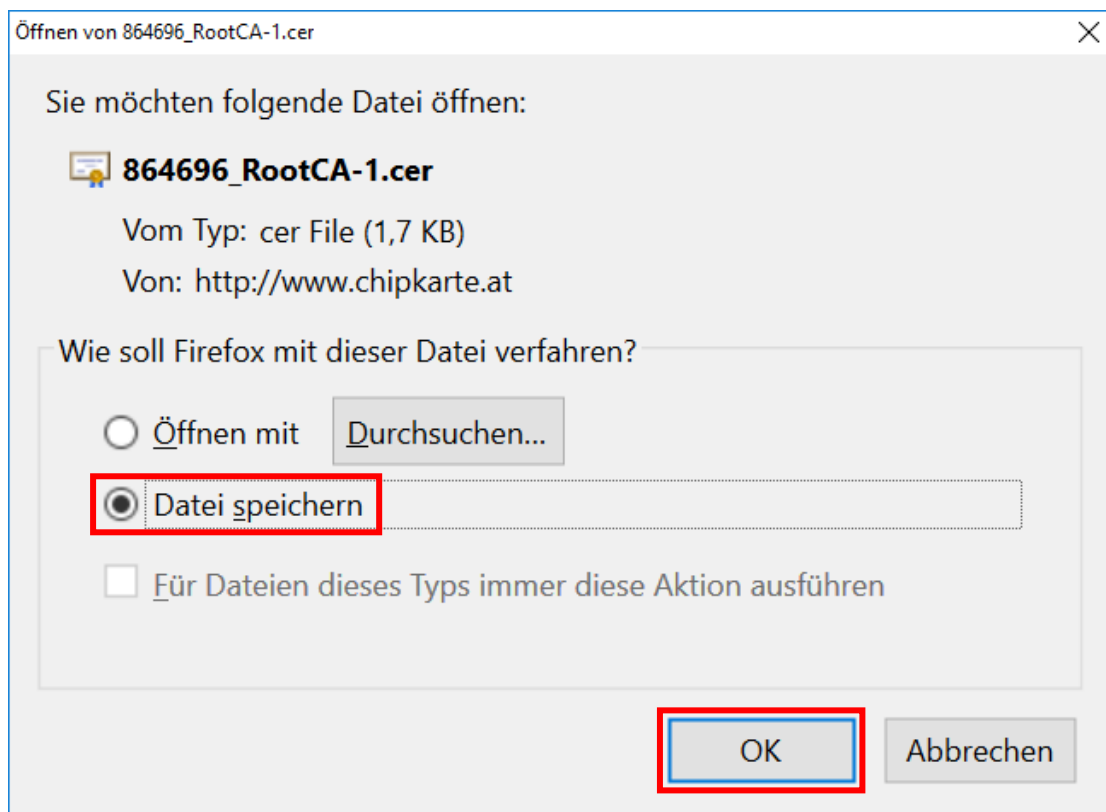 Öffnen von 864696_RootCA-1.cer
Sie möchten folgende Datei öffnen:
864696_RootCA-1.cer
Vom Typ: cer File (1,7 KB)
Von: http://www.chipkarte.at
Wie soll Firefox mit dieser Datei verfahren?
Öffnen mit Durchsuchen...
Datei speichern
Für Dateien dieses Typs immer diese Aktion ausführen
OK Abbrechen